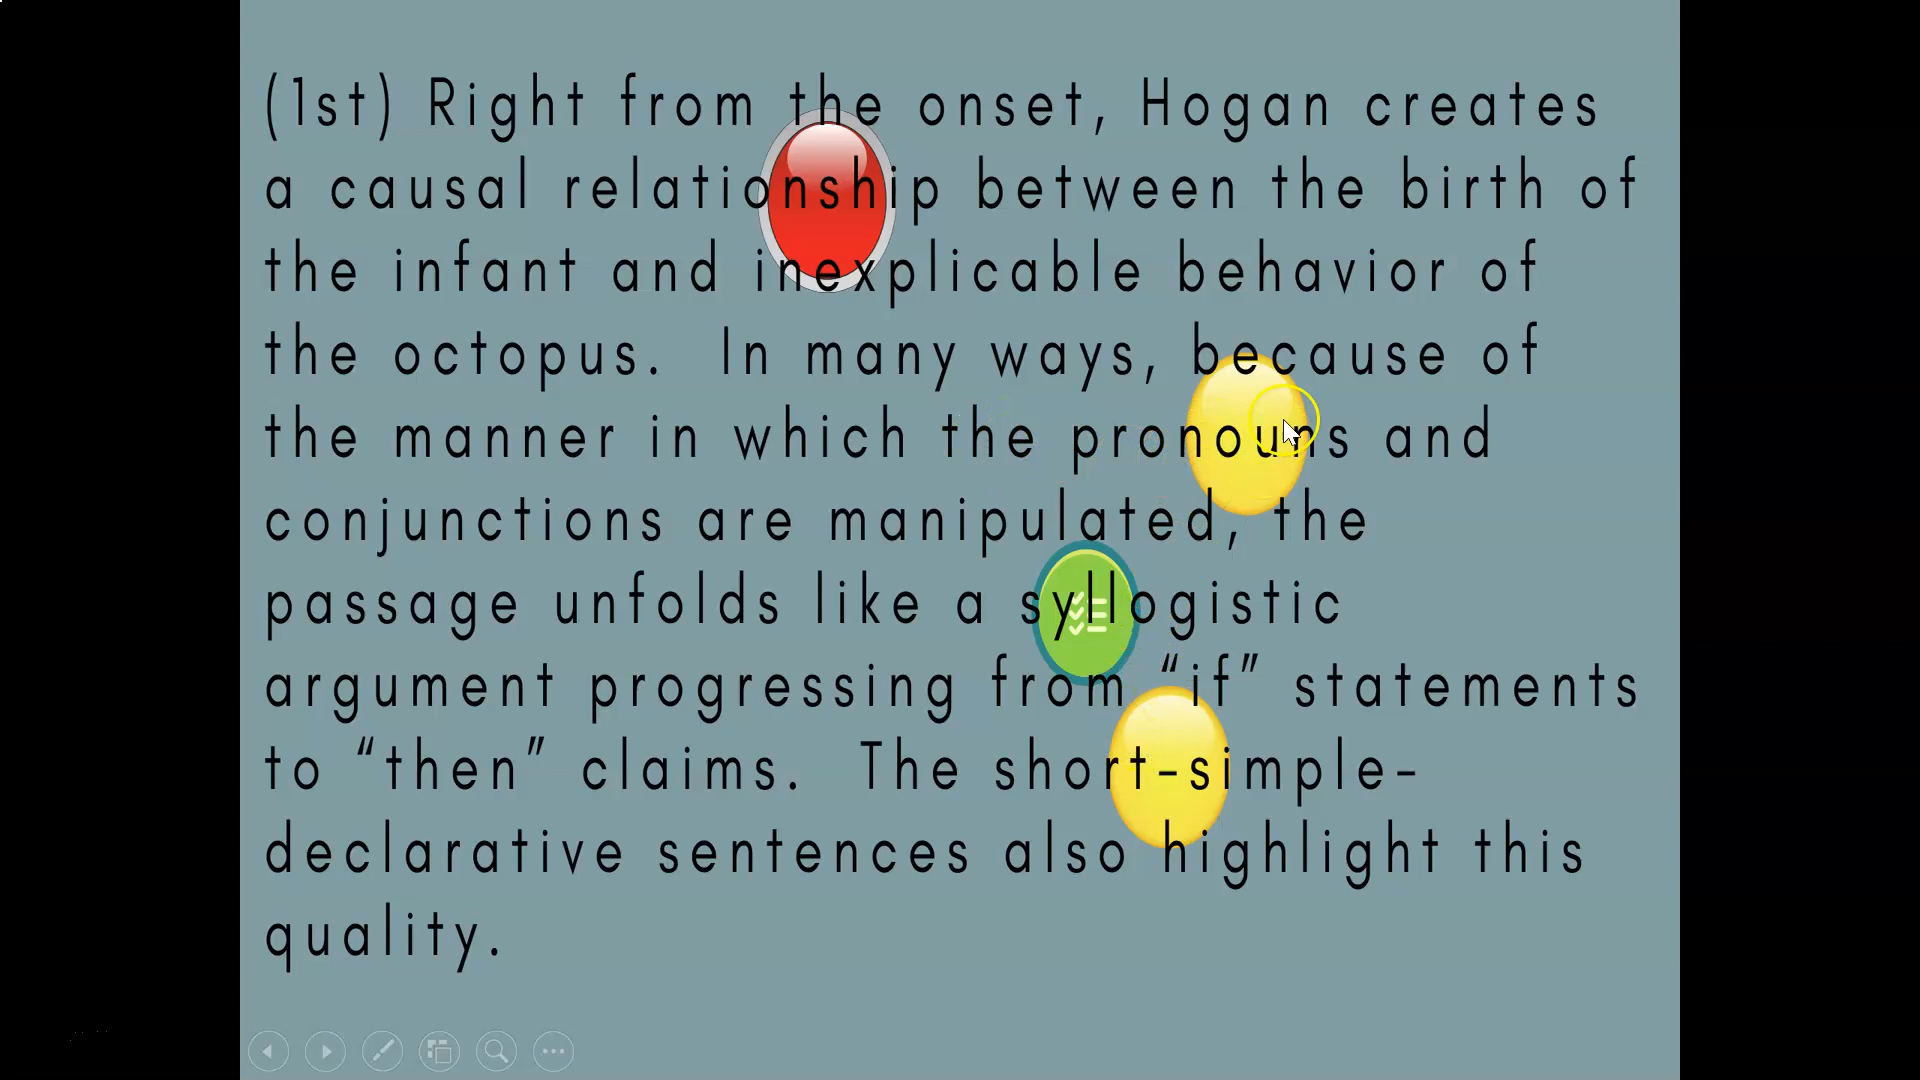 (1st) Right from the onset, Hogan creates
a causal relationship between the birth of
the infant and inexplicable behavior of
the octopus. In many ways, because of
the manner in which the pronouns and
conjunctions are manipulated, the
passage unfolds like a syllogistic
argument progressing from “if” statements
to “then” claims. The short-simple-
declarative sentences also highlight this
quality.